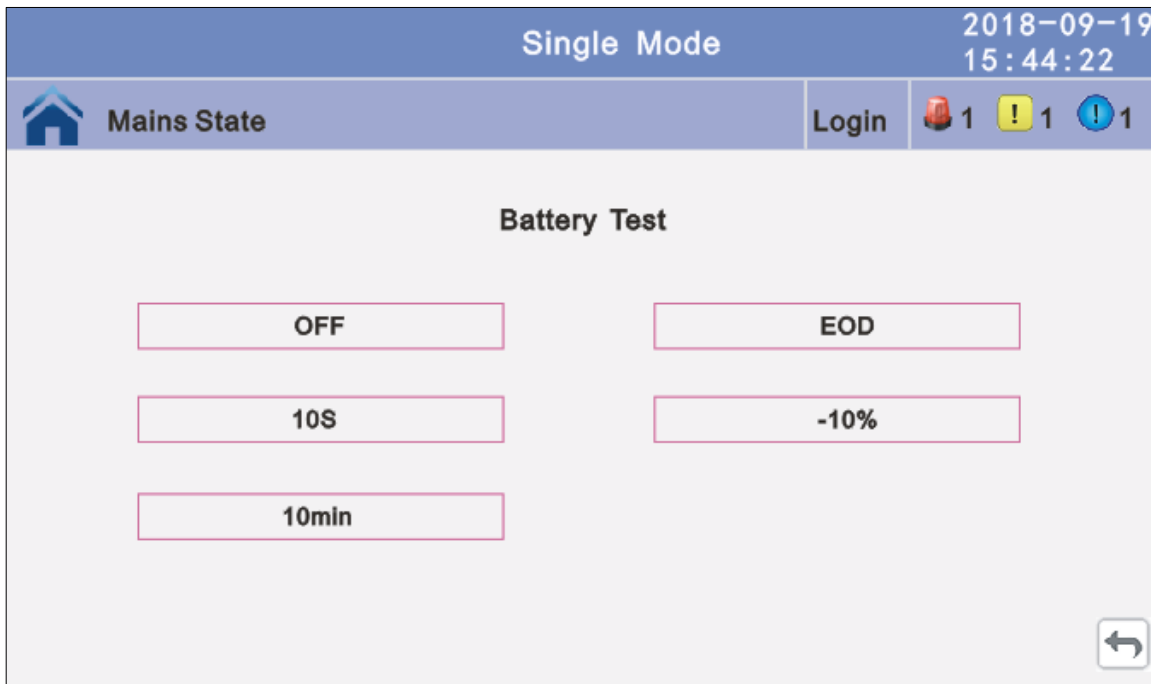 Single Mode
2018-09-19
15:44:22
Mains State
Login
1
! 1
! 1
Battery Test
OFF
EOD
10S
-10%
10min